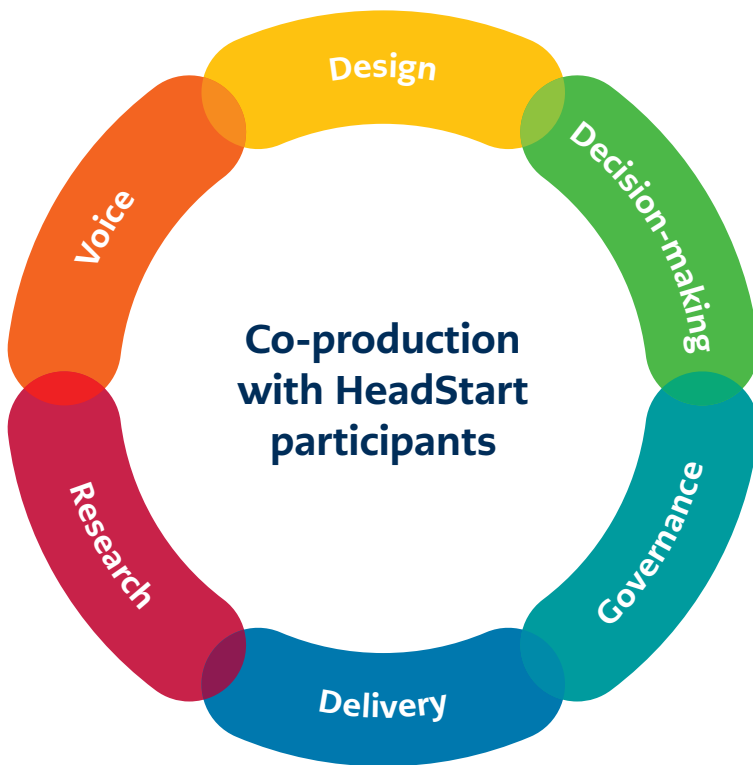 Design
Decision-making
Governance
Delivery
Research
Voice
Co-production
with HeadStart
participants